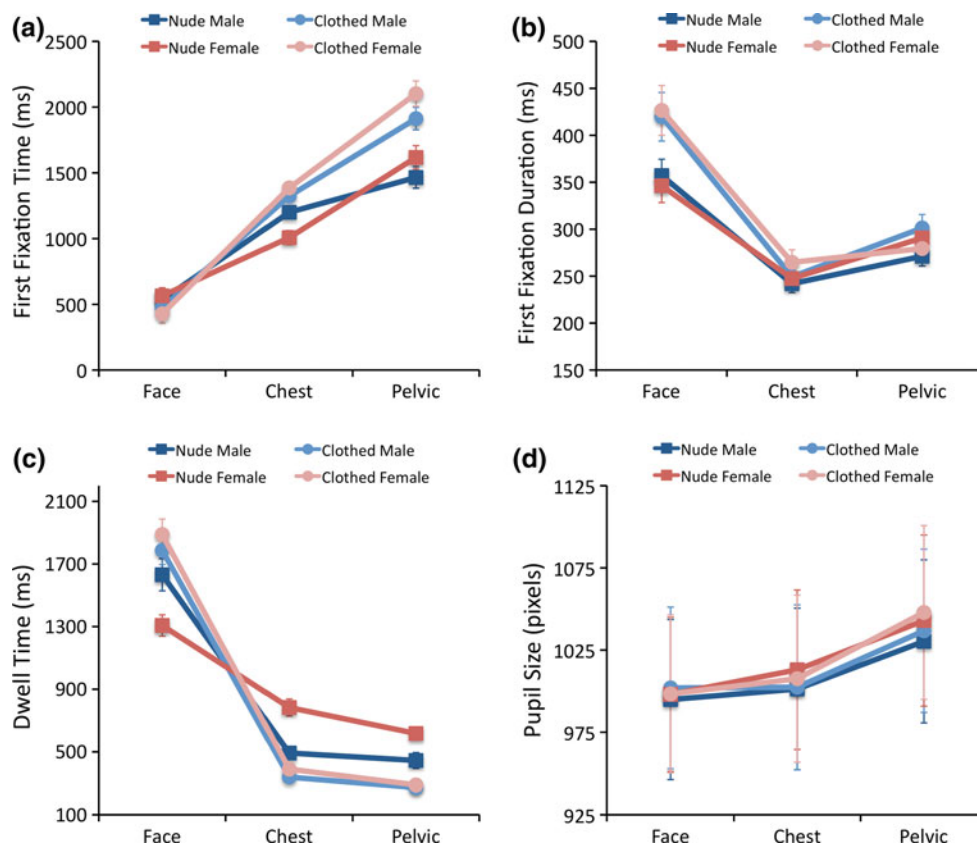 (a)
Nude Male
Clothed Male
Nude Female
Clothed Female
First Fixation Time (ms)
2500
2000
1500
1000
500
0
Face Chest Pelvic
(b)
Nude Male
Clothed Male
Nude Female
Clothed Female
First Fixation Duration (ms)
500
450
400
350
300
250
200
150
Face Chest Pelvic
(c)
Nude Male
Clothed Male
Nude Female
Clothed Female
Dwell Time (ms)
2100
1700
1300
900
500
100
Face Chest Pelvic
(d)
Nude Male
Clothed Male
Nude Female
Clothed Female
Pupil Size (pixels)
1125
1075
1025
975
925
Face Chest Pelvic